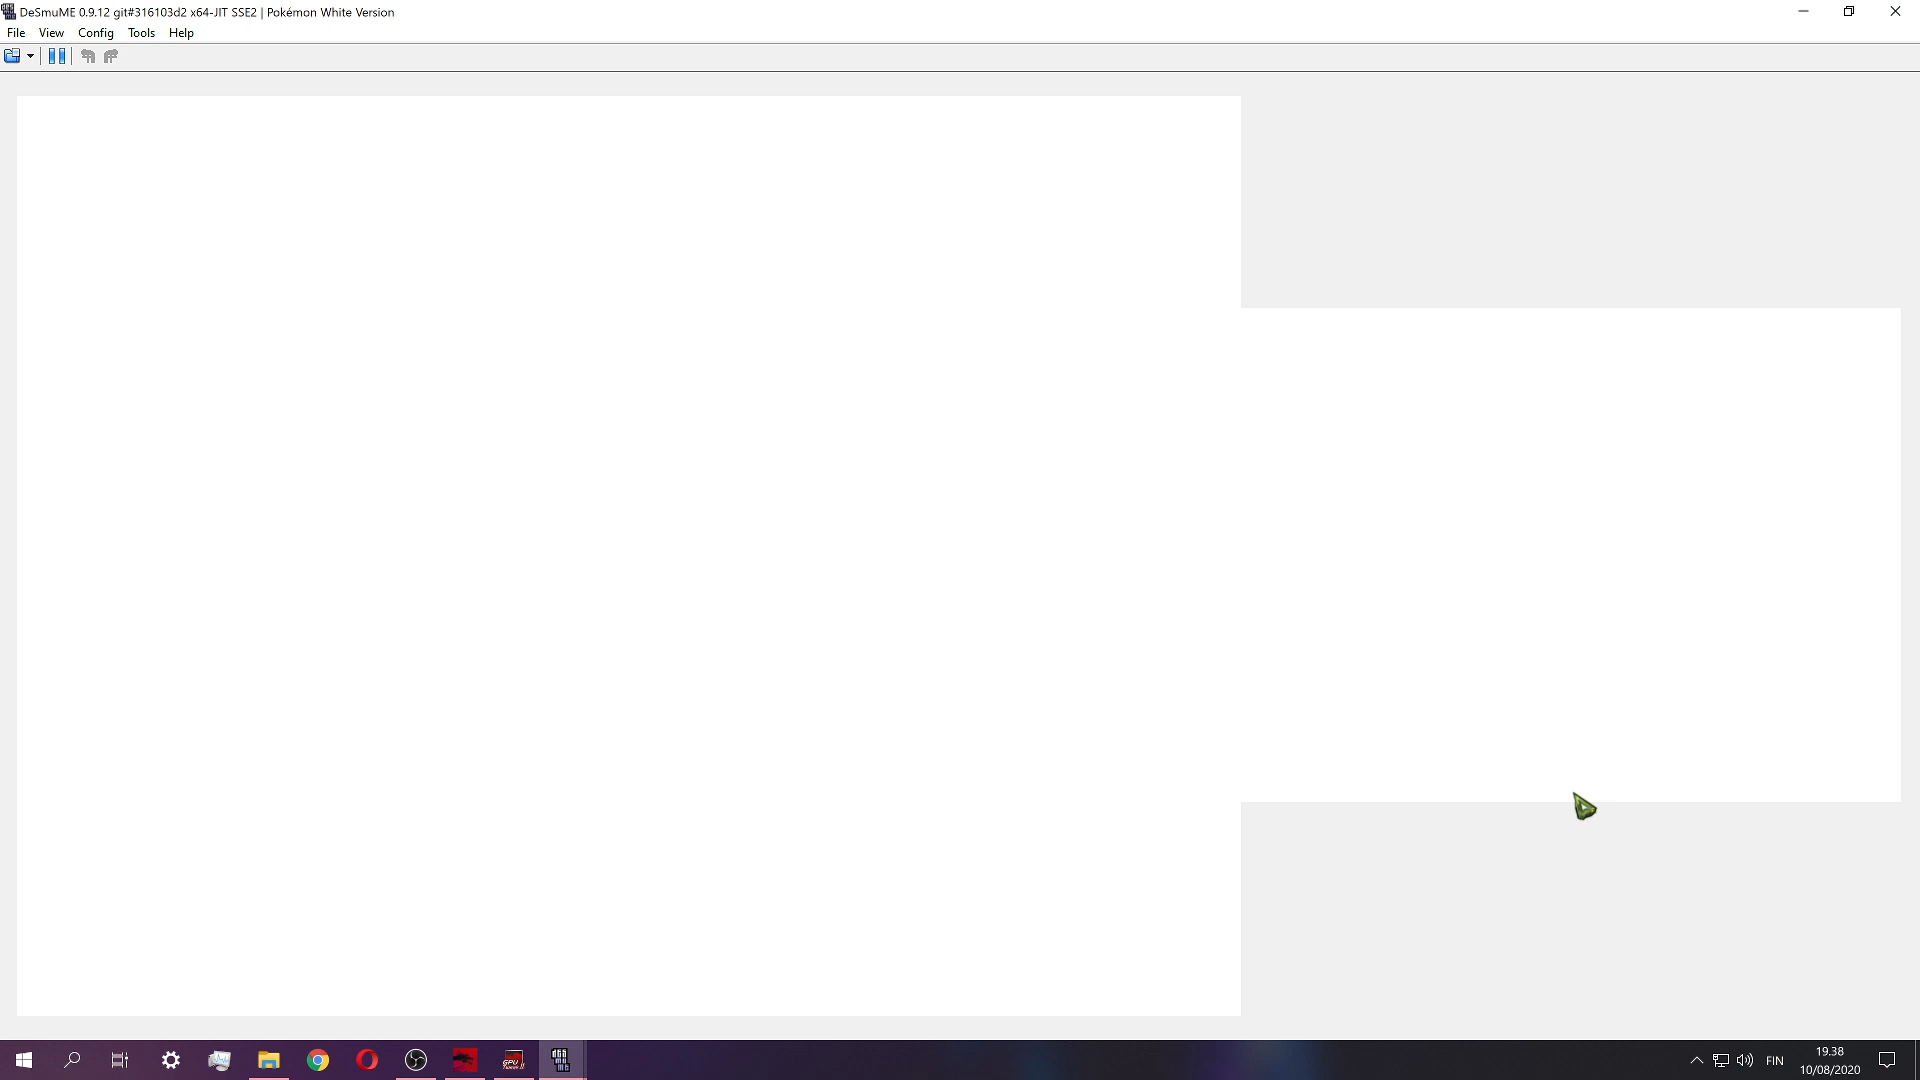 DeSmuME 0.9.12 git#316103d2 x64-JIT SSE2 | Pokémon White Version
File View Config Tools Help
GPU
FIN
19.38
10/08/2020